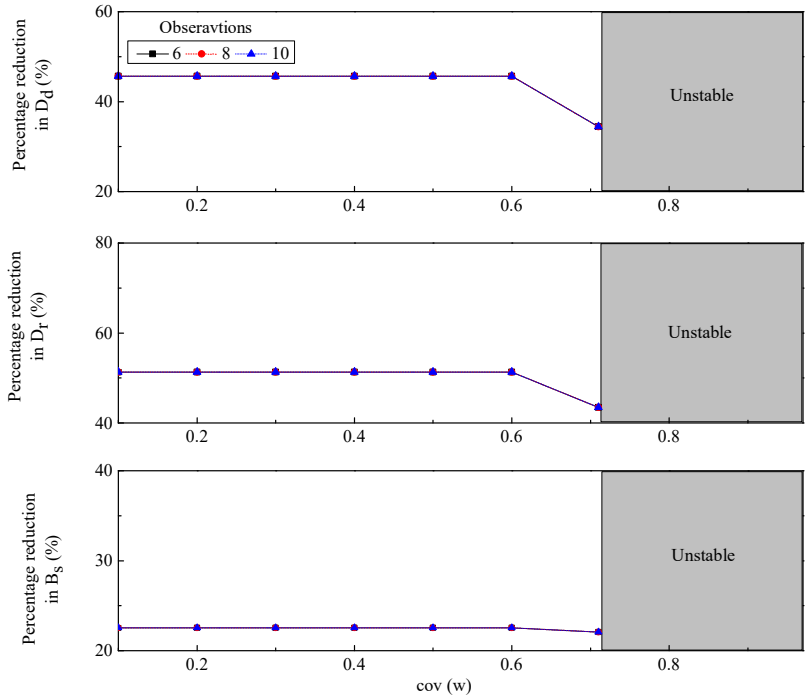 Obseravtions
6 8 10
Percentage reduction
in Dd (%)
60
40
20
Unstable
0.2 0.4 0.6 0.8
Percentage reduction
in Dr (%)
80
60
40
Unstable
0.2 0.4 0.6 0.8
Percentage reduction
in Bs (%)
40
30
20
Unstable
0.2 0.4 0.6 0.8
cov (w)